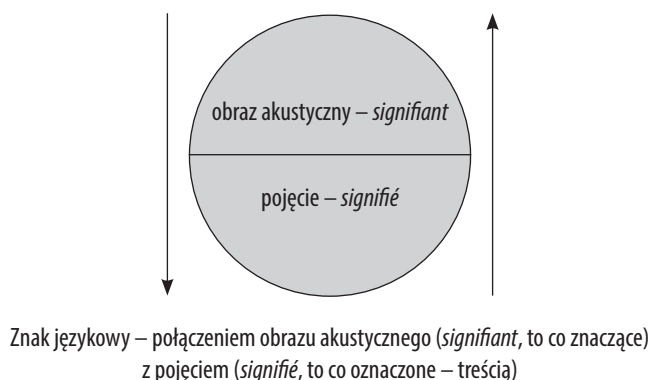 obraz akustyczny – signifiant
pojęcie – signifié
Znak językowy – połączeniem obrazu akustycznego (signifiant, to co znaczące)
z pojęciem (signifié, to co oznaczone – treścią)